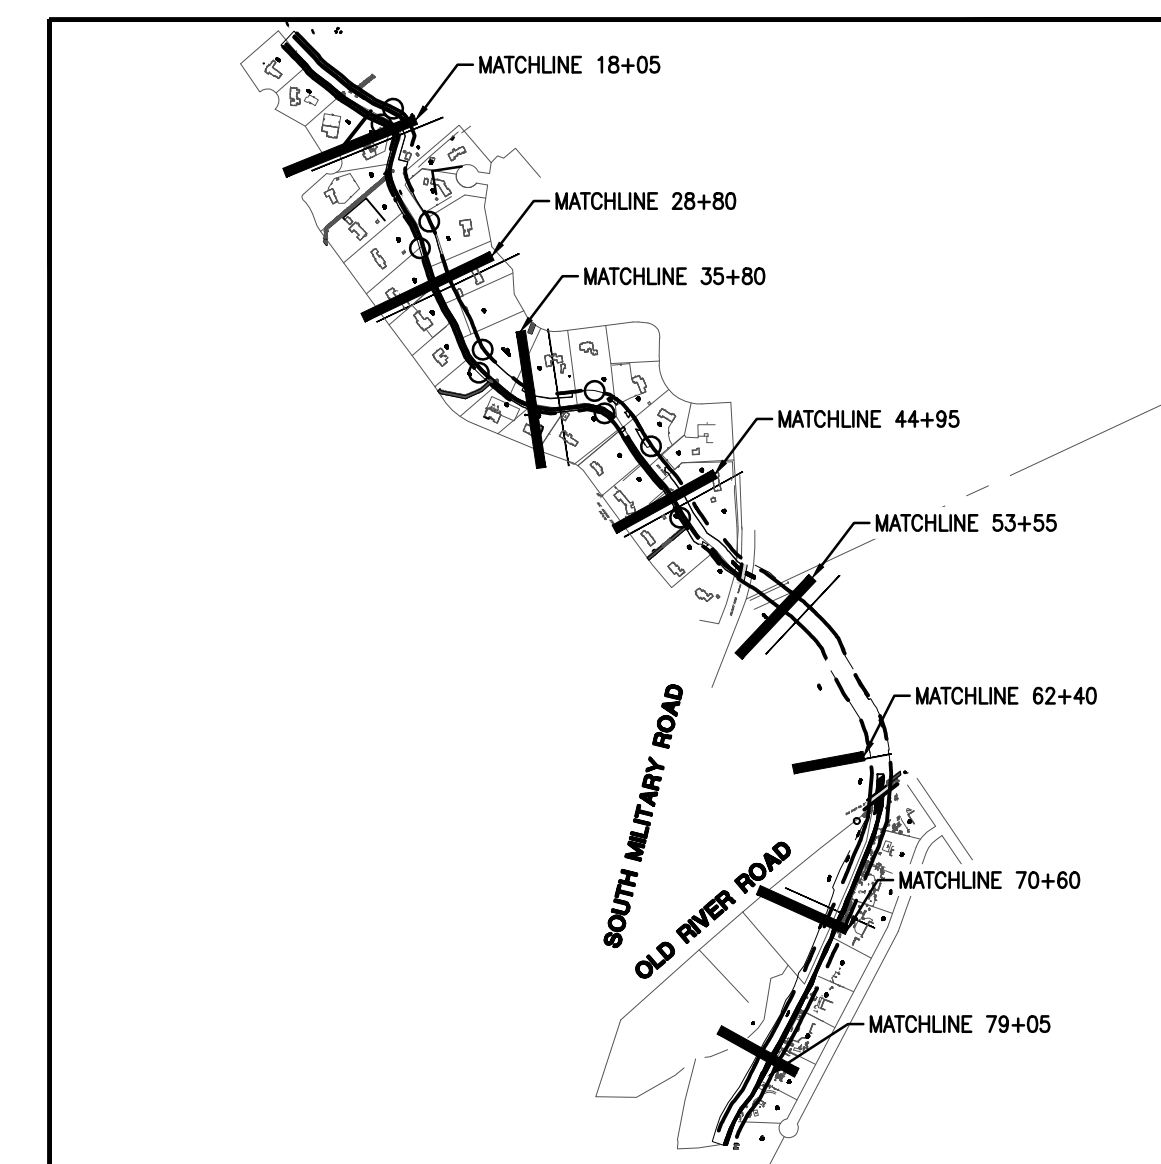 MATCHLINE 18+05
MATCHLINE 28+80
MATCHLINE 35+80
MATCHLINE 44+95
MATCHLINE 53+55
MATCHLINE 62+40
SOUTH MILITARY ROAD
OLD RIVER ROAD
MATCHLINE 70+60
MATCHLINE 79+05